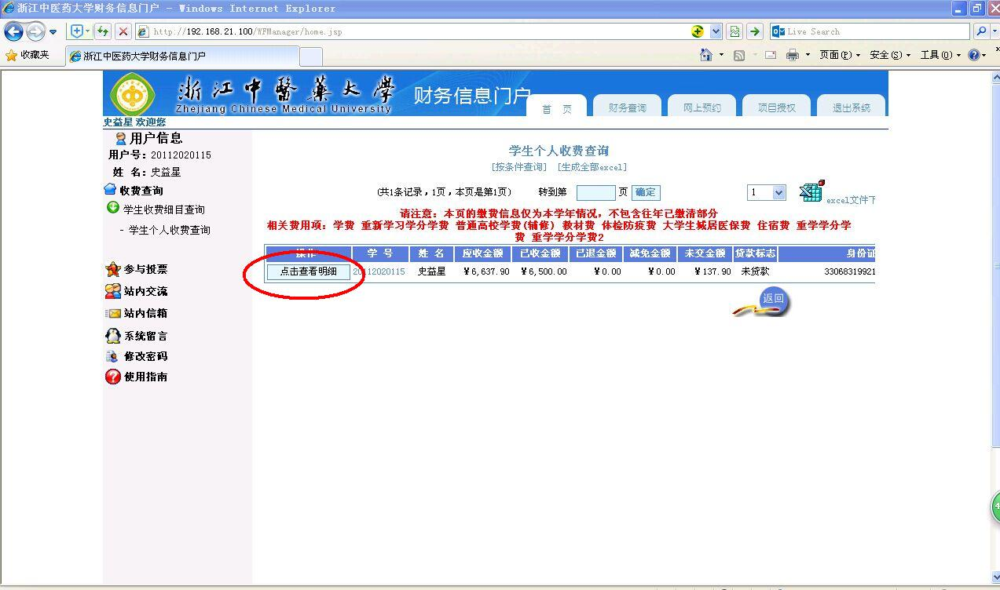 浙江中医药大学财务信息门户 - Windows Internet Explorer
http://192.168.21.100/WFManager/home.jsp
Live Search
收藏夹
浙江中医药大学财务信息门户
页面(P)
安全(S)
工具(O)
浙江中醫藥大學
Zhejiang Chinese Medical University
财务信息门户
首 页
财务查询
网上预约
项目授权
退出系统
史益星 欢迎您
用户信息
用户号：20112020115
姓 名：史益星
收费查询
学生收费细目查询
- 学生个人收费查询
参与投票
站内交流
站内信箱
系统留言
修改密码
使用指南
学生个人收费查询
[按条件查询] [生成全部excel]
(共1条记录，1页，本页是第1页) 转到第 页 确定
1
excel文件下
请注意：本页的缴费信息仅为本学年情况，不包含往年已缴清部分
相关费用项：学费 重新学习学分学费 普通高校学费(辅修) 教材费 体检防疫费 大学生城居医保费 住宿费 重学学分学
费 重学学分学费2
操作 学 号 姓 名 应收金额 已收金额 已退金额 减免金额 未交金额 贷款标志 身份证
点击查看明细 20112020115 史益星 ￥6,637.90 ￥6,500.00 ￥0.00 ￥0.00 ￥137.90 未贷款 33068319921
返回